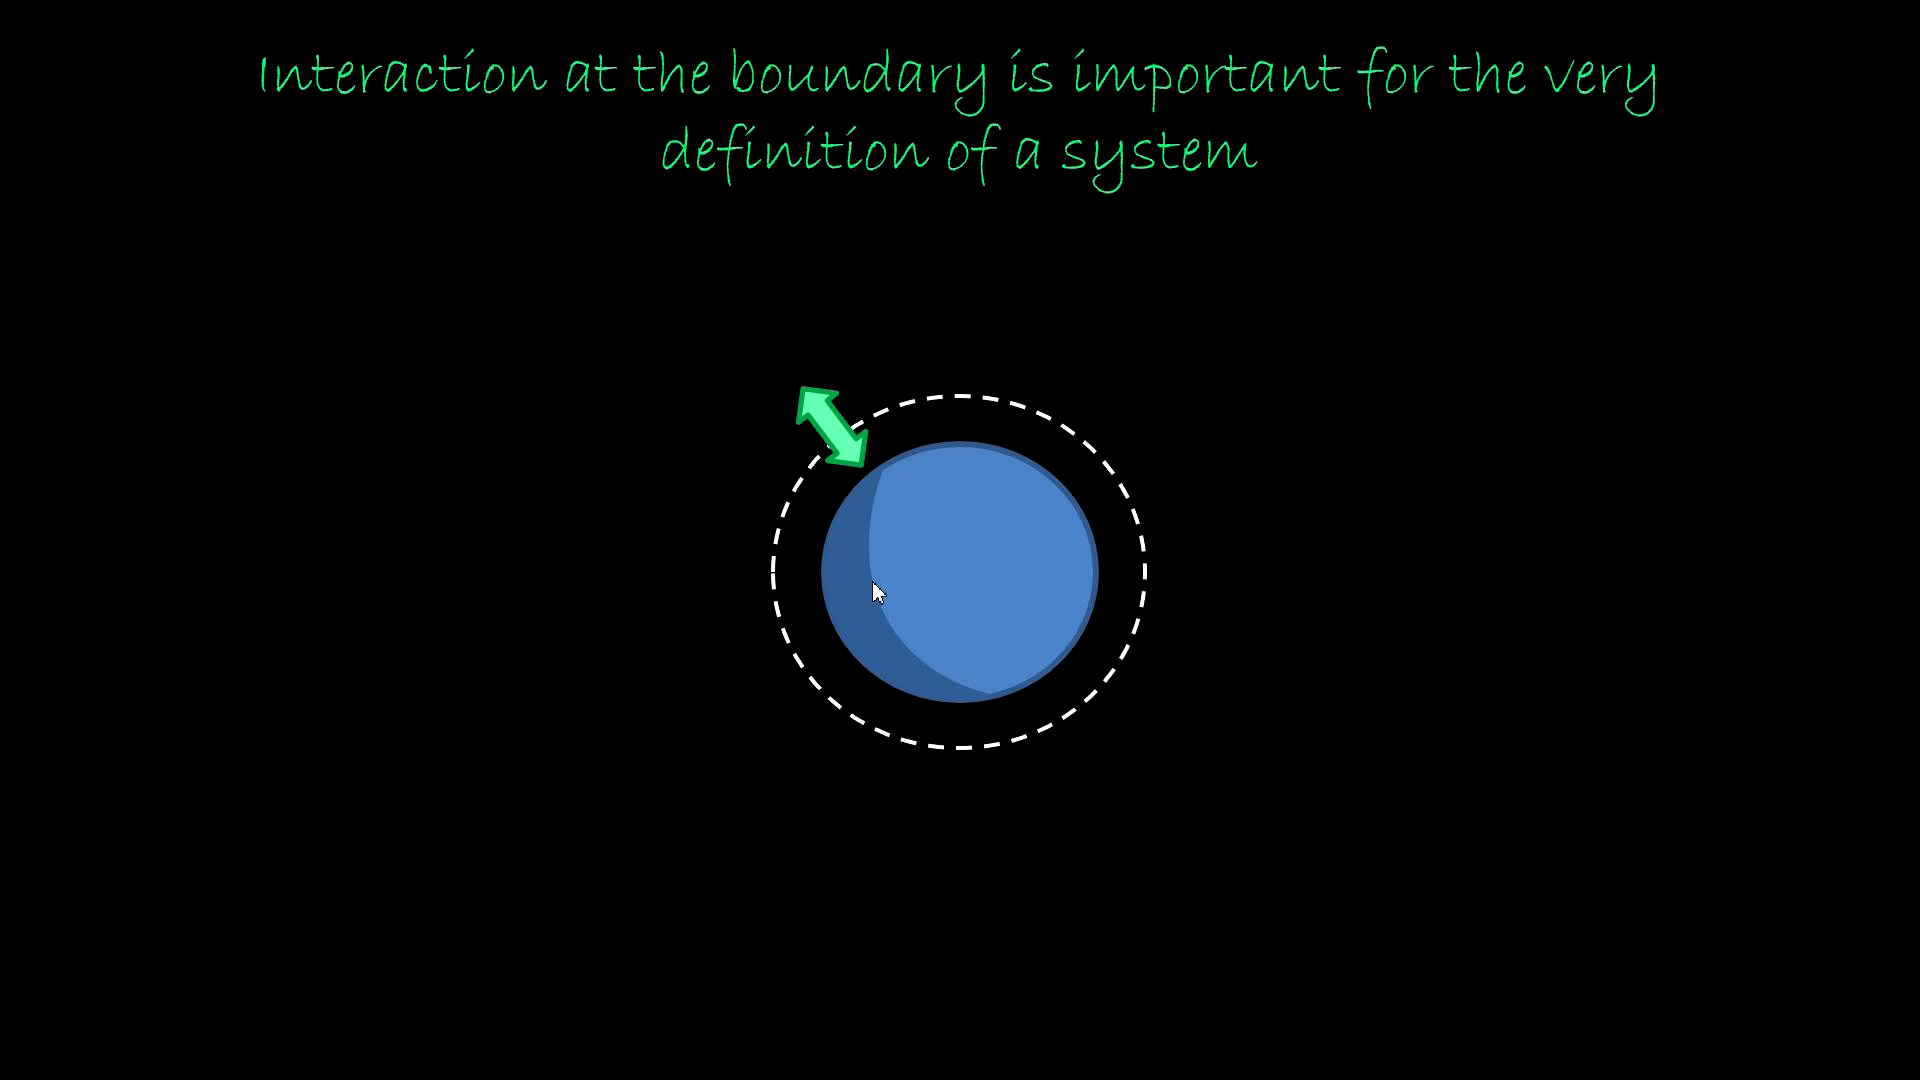 Interaction at the boundary is important for the very
definition of a system